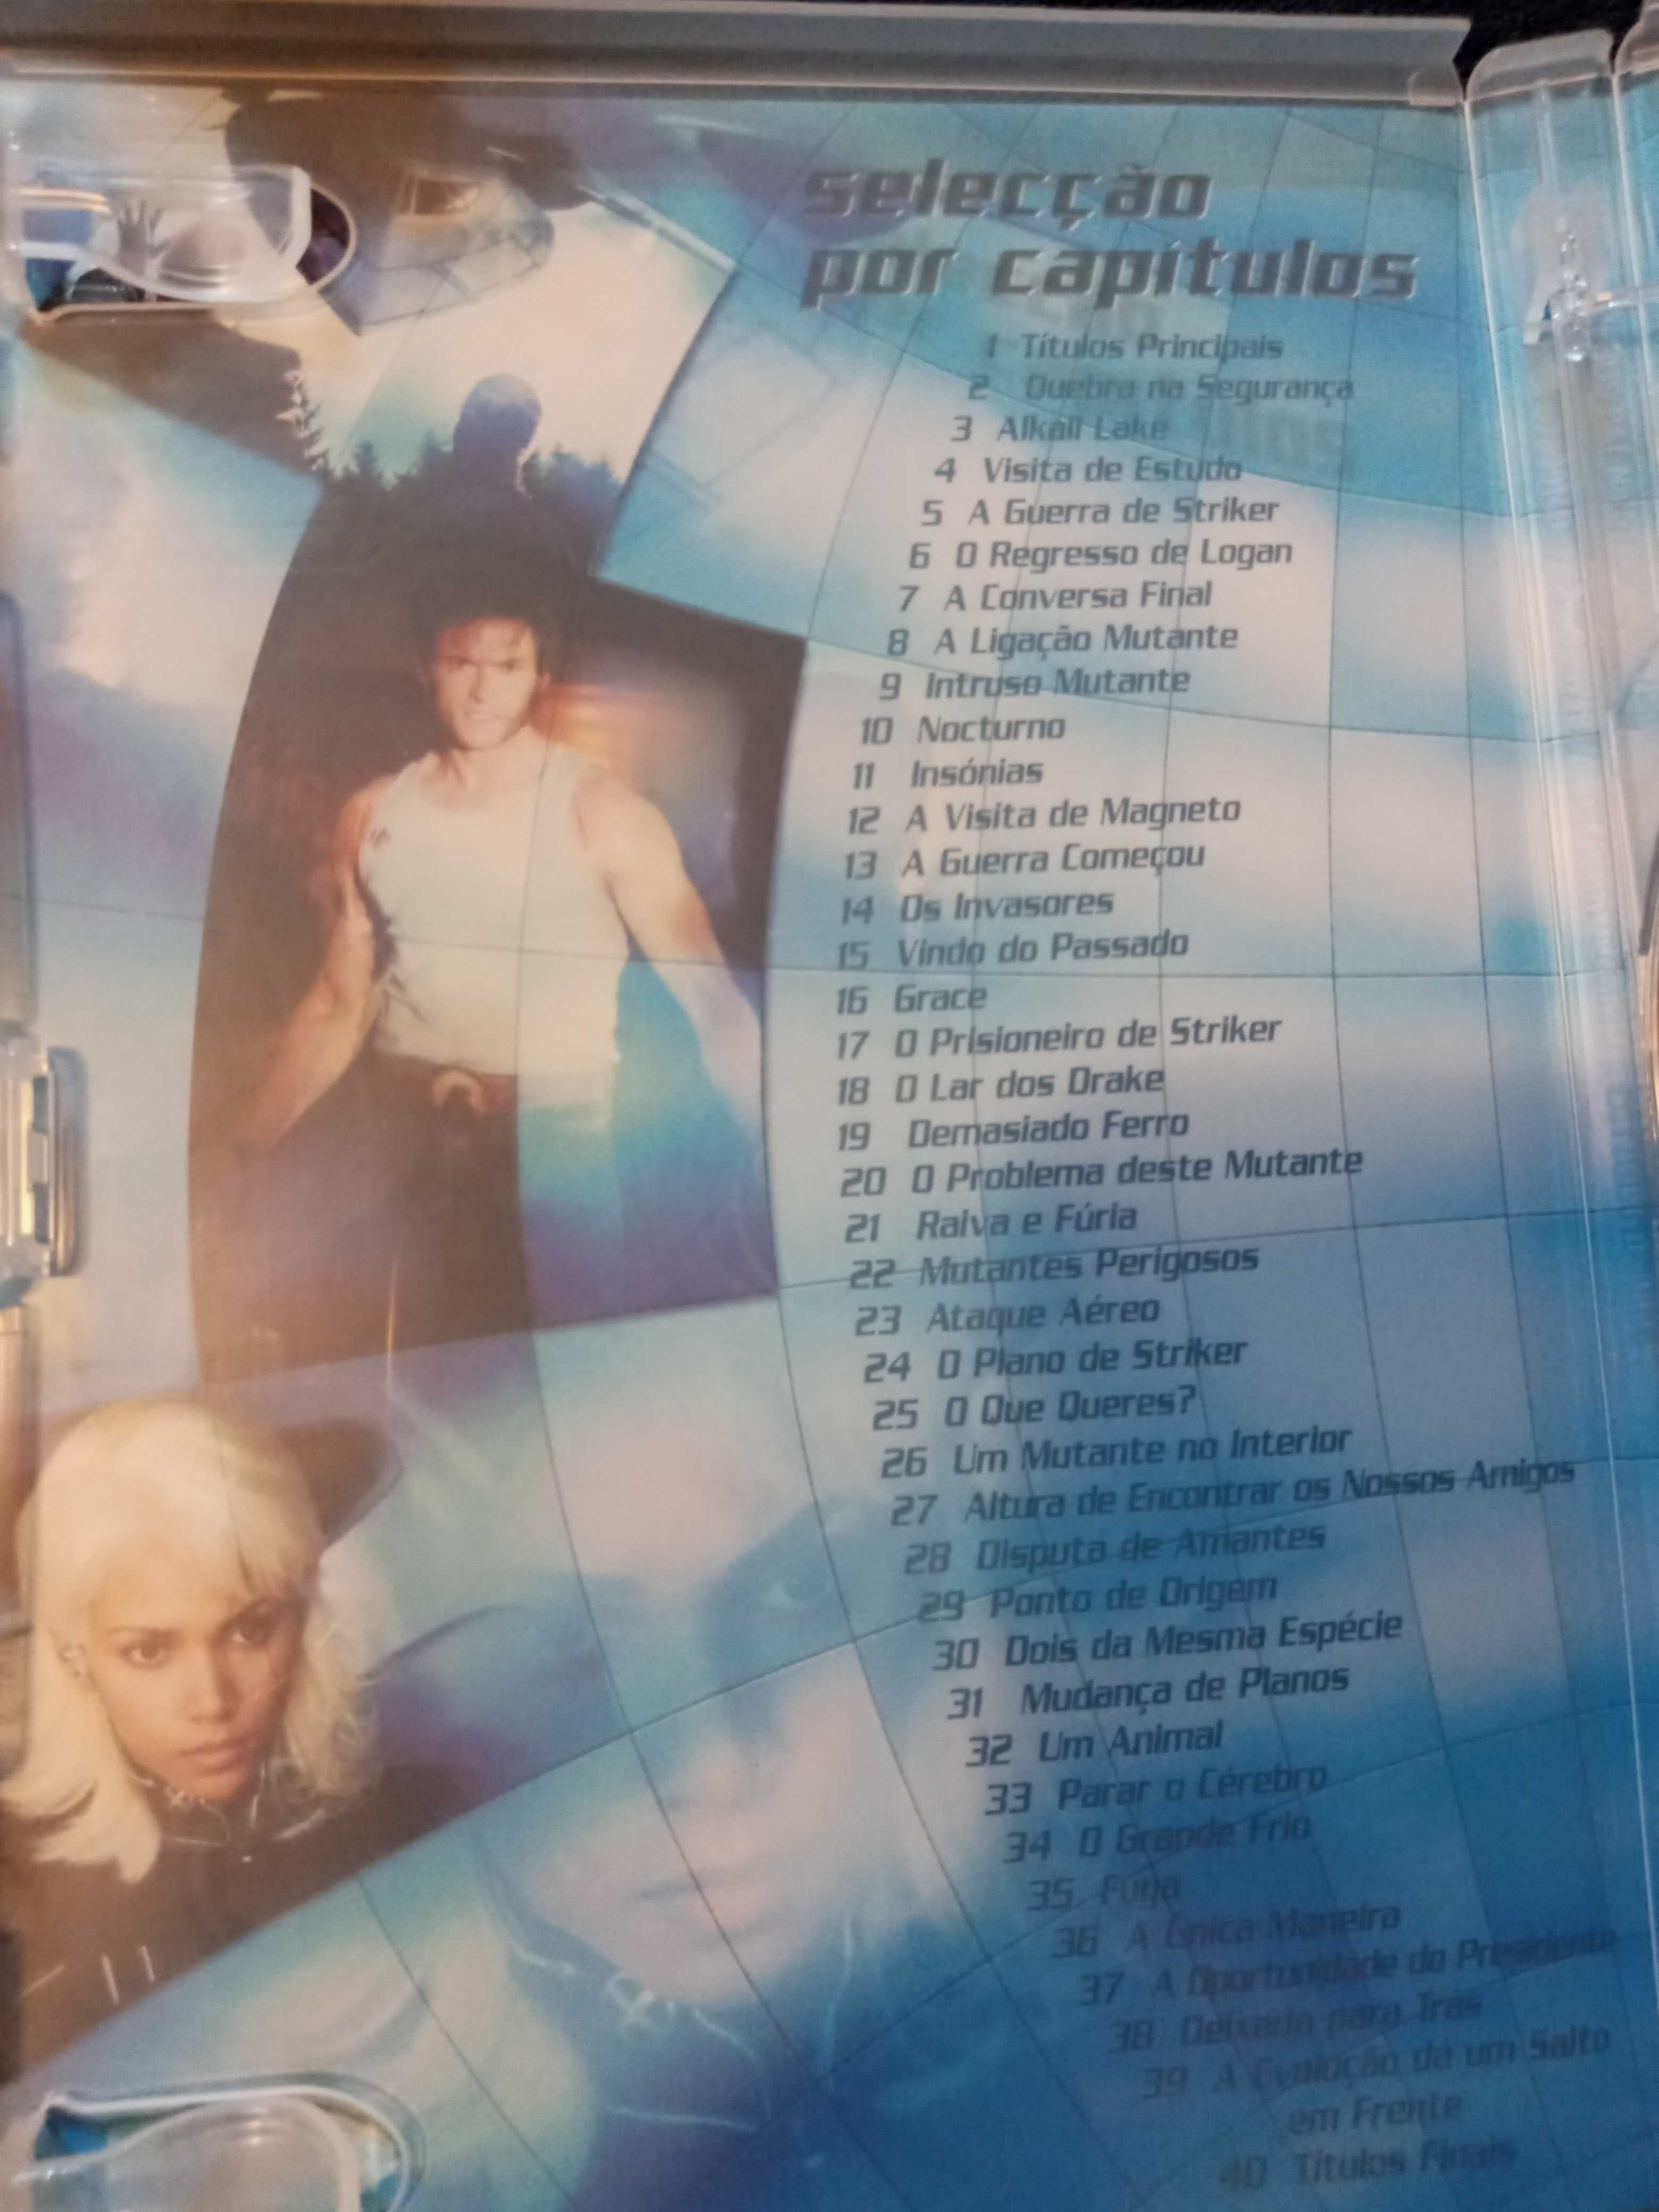 selecção
por capítulos
1 Títulos Principais
2 Quebra na Segurança
3 Alkali Lake
4 Visita de Estudo
5 A Guerra de Striker
6 O Regresso de Logan
7 A Conversa Final
8 A Ligação Mutante
9 Intruso Mutante
10 Nocturno
11 Insónias
12 A Visita de Magneto
13 A Guerra Começou
14 Os Invasores
15 Vindo do Passado
16 Grace
17 O Prisioneiro de Striker
18 O Lar dos Drake
19 Demasiado Ferro
20 O Problema deste Mutante
21 Raiva e Fúria
22 Mutantes Perigosos
23 Ataque Aéreo
24 O Plano de Striker
25 O Que Queres?
26 Um Mutante no Interior
27 Altura de Encontrar os Nossos Amigos
28 Disputa de Amantes
29 Ponto de Origem
30 Dois da Mesma Espécie
31 Mudança de Planos
32 Um Animal
33 Parar o Cérebro
34 O Grande Frio
35 Fuga
36 A Única Maneira
37 A Oportunidade do Presidente
38 Deixada para Trás
39 A Evolução da um Salto
em Frente
40 Títulos Finais